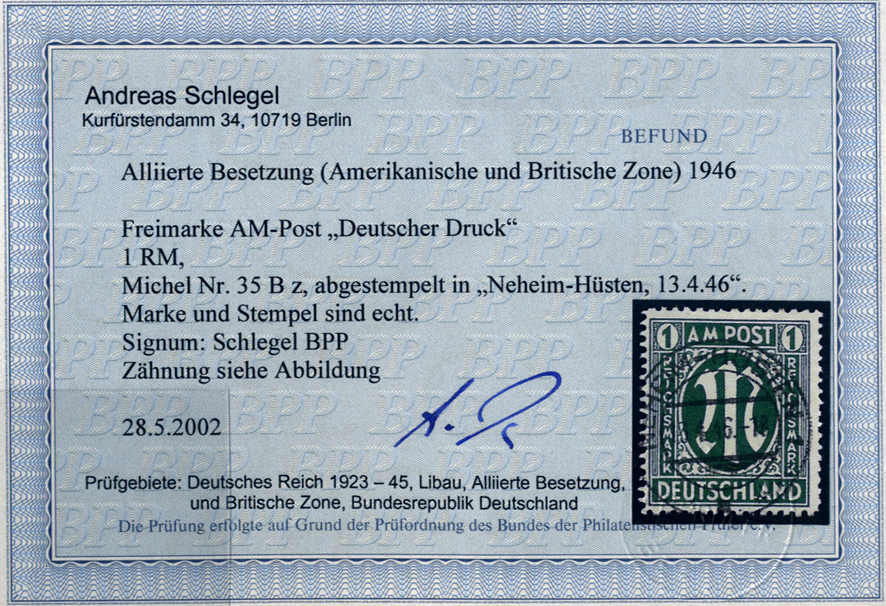 Andreas Schlegel
Kurfürstendamm 34, 10719 Berlin
BEFUND
Alliierte Besetzung (Amerikanische und Britische Zone) 1946
Freimarke AM-Post „Deutscher Druck“
1 RM,
Michel Nr. 35 B z, abgestempelt in „Neheim-Hüsten, 13.4.46“.
Marke und Stempel sind echt.
Signum: Schlegel BPP
Zähnung siehe Abbildung
28.5.2002
Prüfgebiete: Deutsches Reich 1923 – 45, Libau, Alliierte Besetzung,
und Britische Zone, Bundesrepublik Deutschland
Die Prüfung erfolgte auf Grund der Prüfordnung des Bundes der Philatelistischen Prüfer e.V.
1 AM POST 1
REICHSMARK
REICHSMARK
DEUTSCHLAND